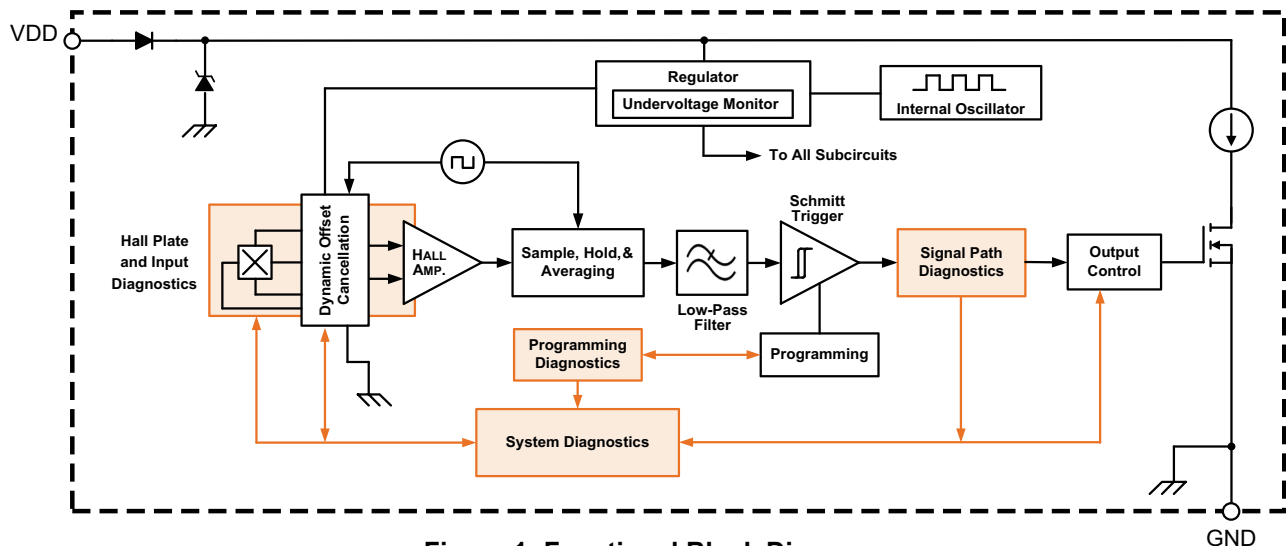 VDD
Regulator
Undervoltage Monitor
Internal Oscillator
To All Subcircuits
Hall Plate
and Input
Diagnostics
Dynamic Offset
Cancellation
HALL
AMP.
Sample, Hold, &
Averaging
Low-Pass
Filter
Schmitt
Trigger
Signal Path
Diagnostics
Output
Control
Programming
Diagnostics
Programming
System Diagnostics
GND